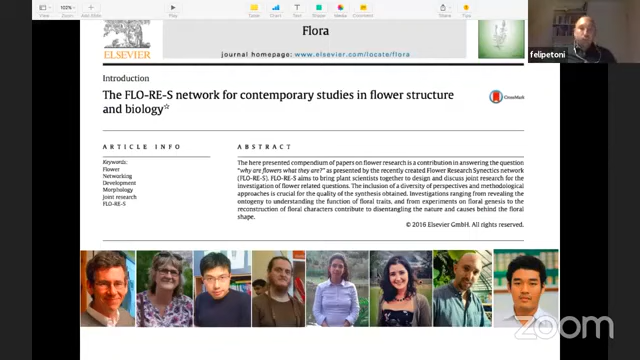 102%
View
Zoom
Add Slide
Play
Table
Chart
Text
Shape
Media
Comment
Share
Tips
felipetoni
ELSEVIER
Flora
journal homepage: www.elsevier.com/locate/flora
Introduction
The FLO-RE-S network for contemporary studies in flower structure
and biology☆
CrossMark
ARTICLE INFO
Keywords:
Flower
Networking
Development
Morphology
Joint research
FLO-RE-S
ABSTRACT
The here presented compendium of papers on flower research is a contribution in answering the question
"why are flowers what they are?" as presented by the recently created Flower Research Synectics network
(FLO-RE-S). FLO-RE-S aims to bring plant scientists together to design and discuss joint research for the
investigation of flower related questions. The inclusion of a diversity of perspectives and methodological
approaches is crucial for the quality of the synthesis obtained. Investigations ranging from revealing the
ontogeny to understanding the function of floral traits, and from experiments on floral genesis to the
reconstruction of floral characters contribute to disentangling the nature and causes behind the floral
shape.
© 2016 Elsevier GmbH. All rights reserved.
zoom